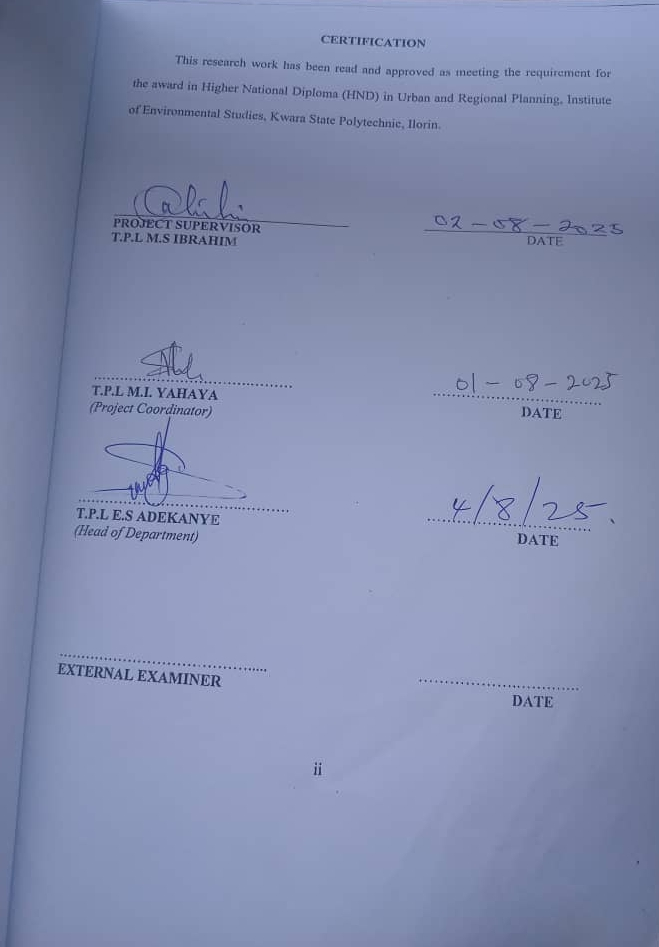 CERTIFICATION
This research work has been read and approved as meeting the requirement for
the award in Higher National Diploma (HND) in Urban and Regional Planning, Institute
of Environmental Studies, Kwara State Polytechnic, Ilorin.
02-08-2025
PROJECT SUPERVISOR DATE
T.P.L M.S IBRAHIM
01-08-2025
T.P.L M.I. YAHAYA DATE
(Project Coordinator)
4/8/25.
T.P.L E.S ADEKANYE DATE
(Head of Department)
EXTERNAL EXAMINER DATE
ii